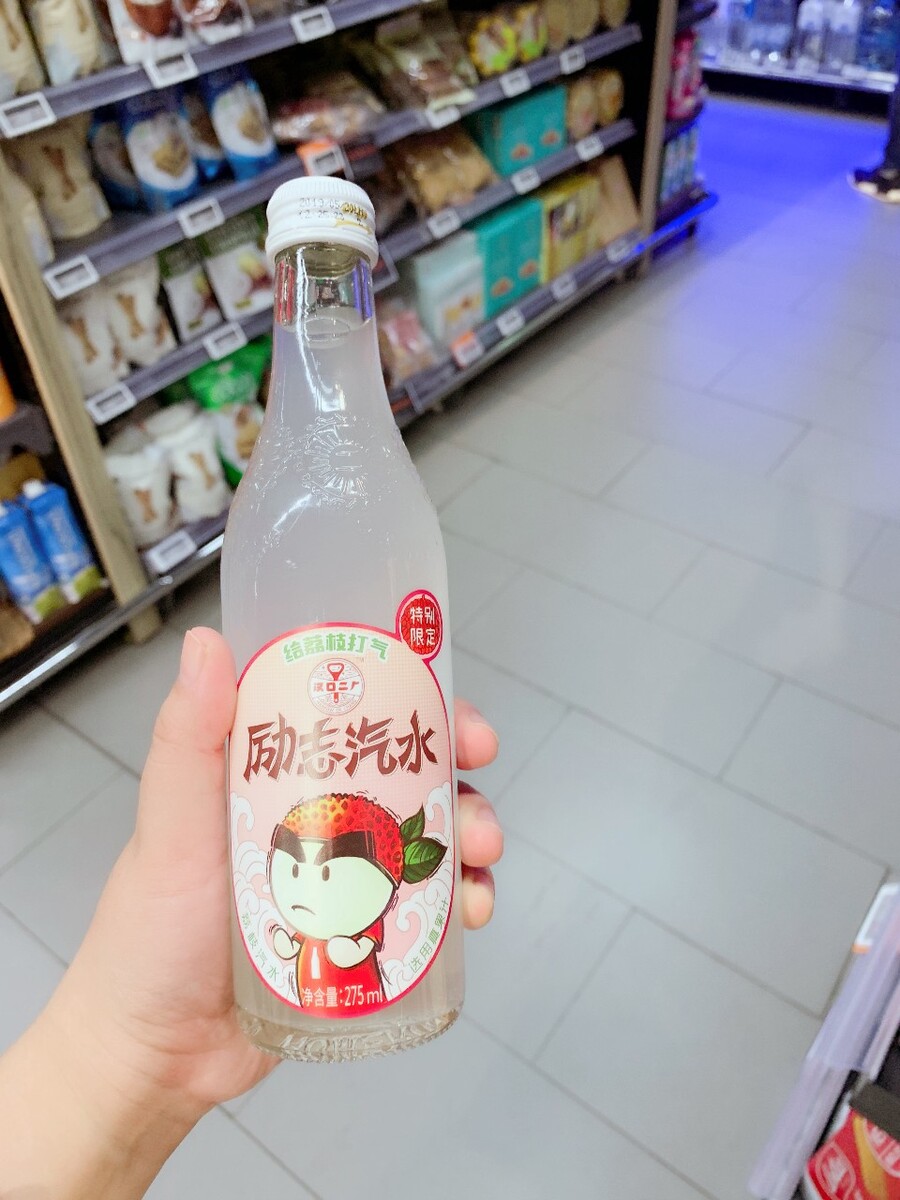 特别
限定
给荔枝打气
汉口二厂
励志汽水
荔枝汽水
选用真果汁
净含量:275ml